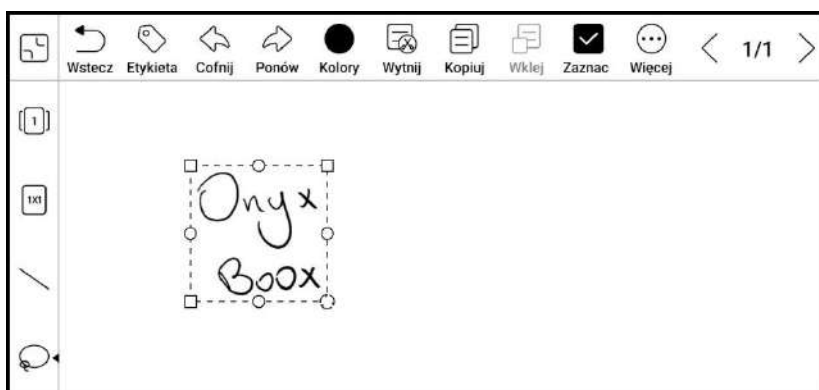 Wstecz Etykieta Cofnij Ponów Kolory Wytnij Kopiuj Wklej Zaznac Więcej 1/1
1
1X1
Onyx
Boox